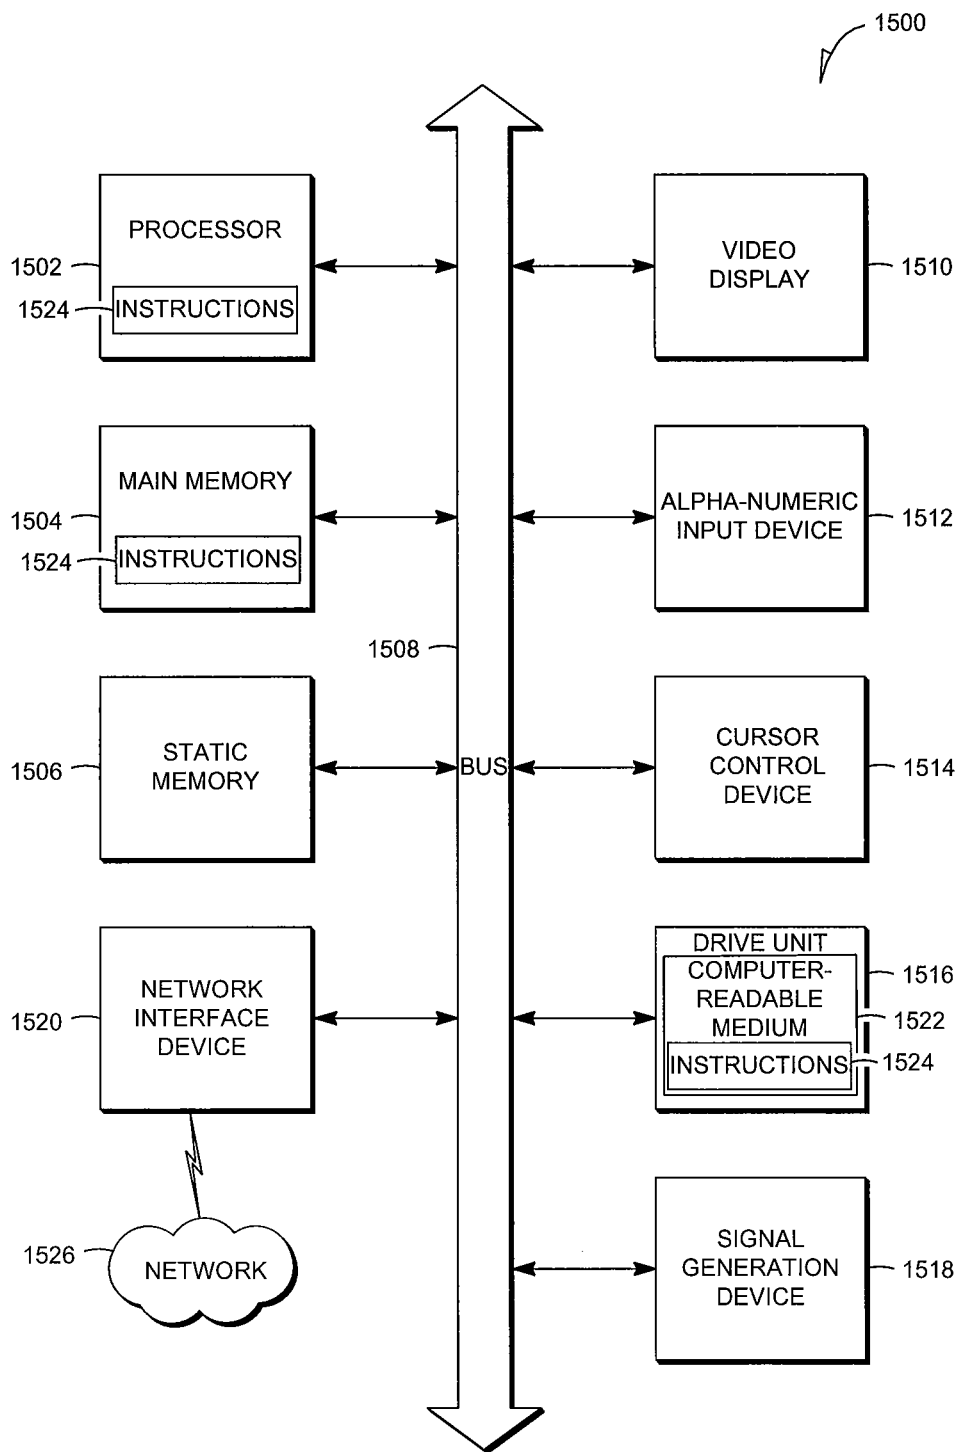 1500
PROCESSOR
1502
1524
INSTRUCTIONS
VIDEO
DISPLAY
1510
MAIN MEMORY
1504
1524
INSTRUCTIONS
ALPHA-NUMERIC
INPUT DEVICE
1512
1508
STATIC
MEMORY
1506
BUS
CURSOR
CONTROL
DEVICE
1514
NETWORK
INTERFACE
DEVICE
1520
DRIVE UNIT
COMPUTER-
READABLE
MEDIUM
INSTRUCTIONS
1516
1522
1524
1526
NETWORK
SIGNAL
GENERATION
DEVICE
1518